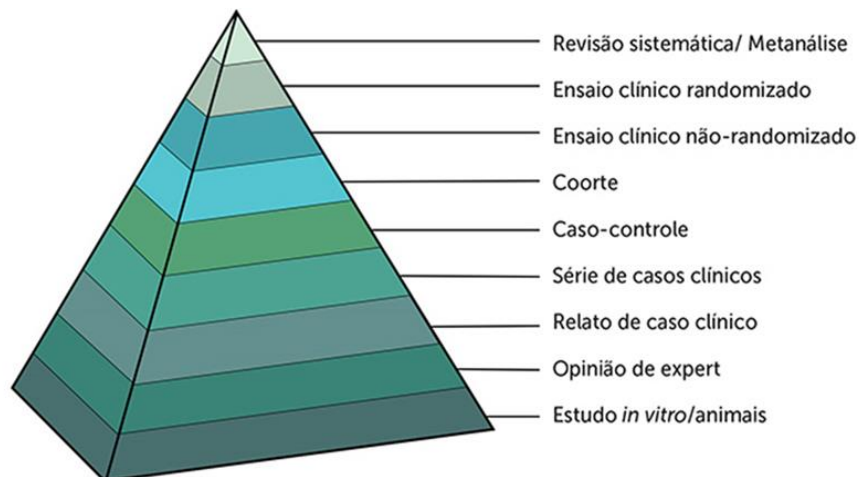 Revisão sistemática/ Metanálise
Ensaio clínico randomizado
Ensaio clínico não-randomizado
Coorte
Caso-controle
Série de casos clínicos
Relato de caso clínico
Opinião de expert
Estudo in vitro/animais